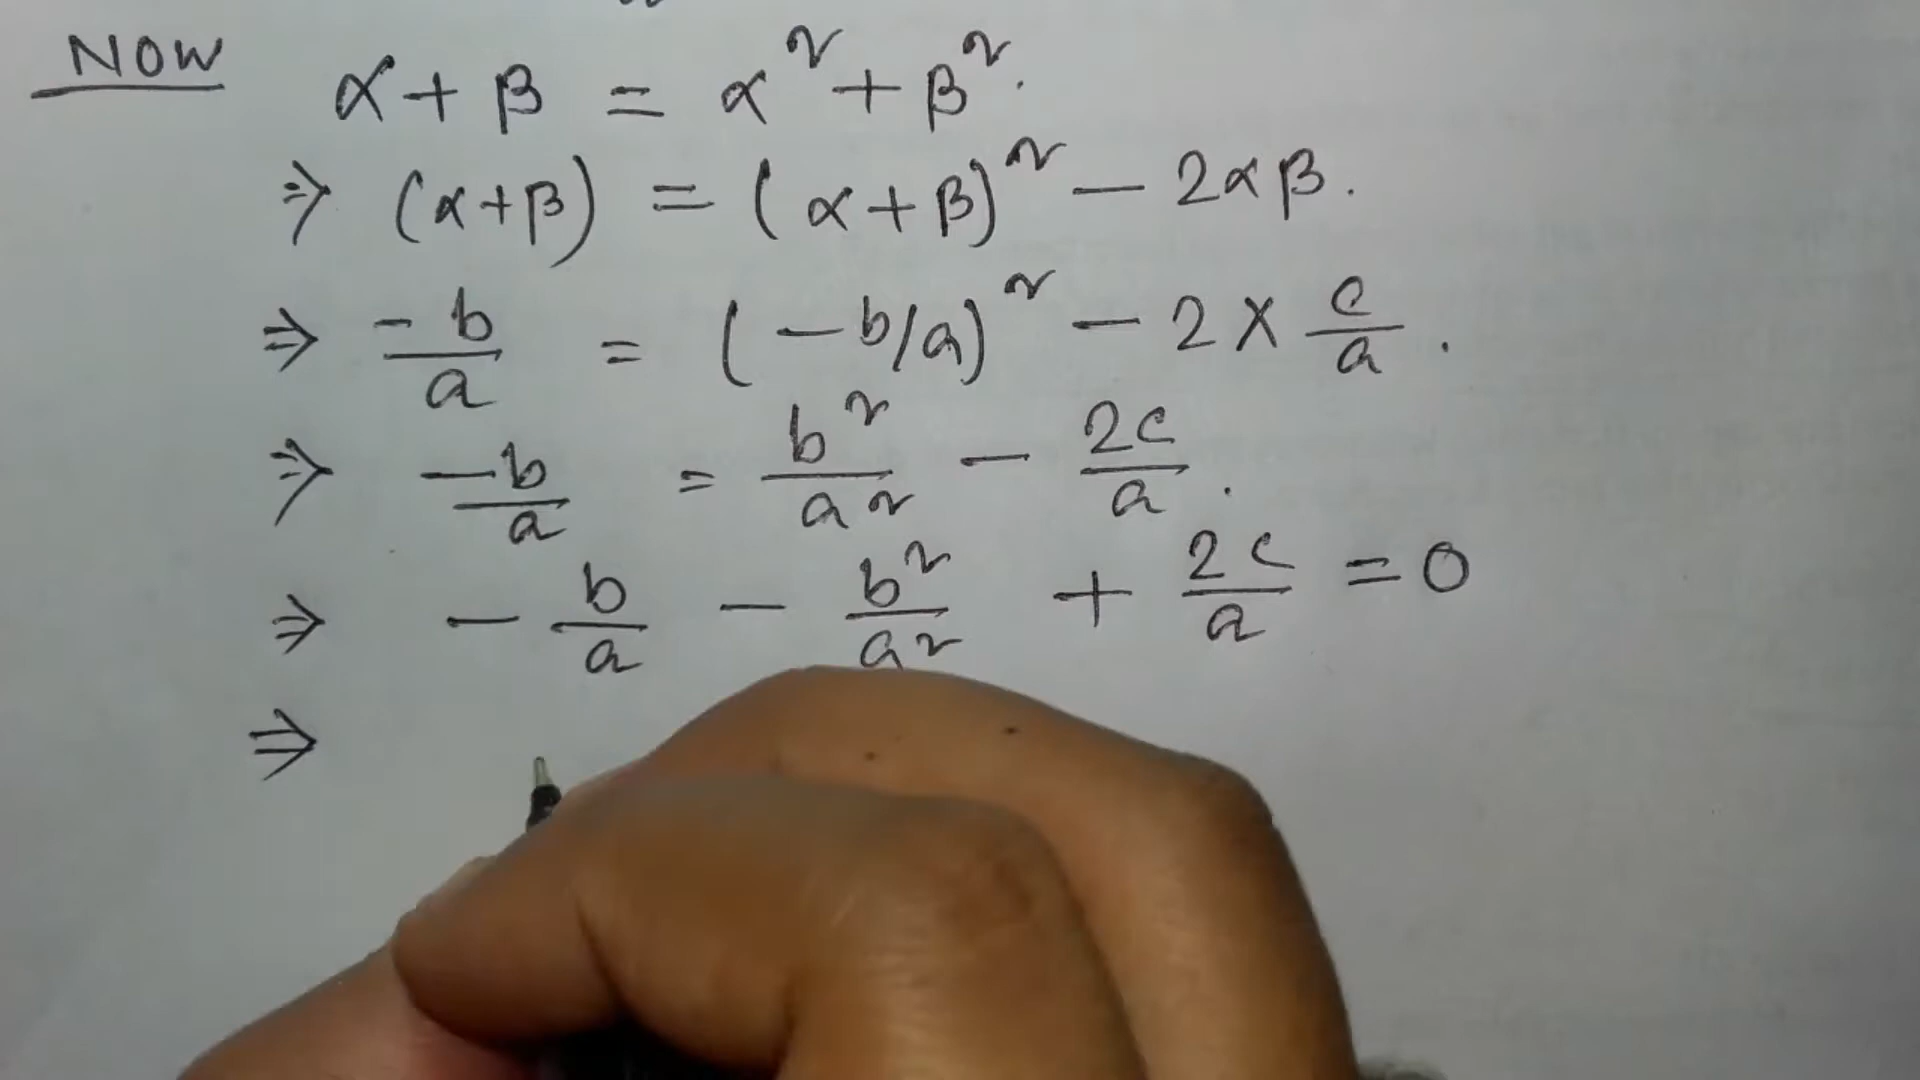 NOW α + β = α² + β².
⇒ (α+β) = (α+β)² − 2αβ.
⇒ -b/a = (−b/a)² − 2 × c/a.
⇒ −b/a = b²/a² − 2c/a.
⇒ − b/a − b²/a² + 2c/a = 0
⇒